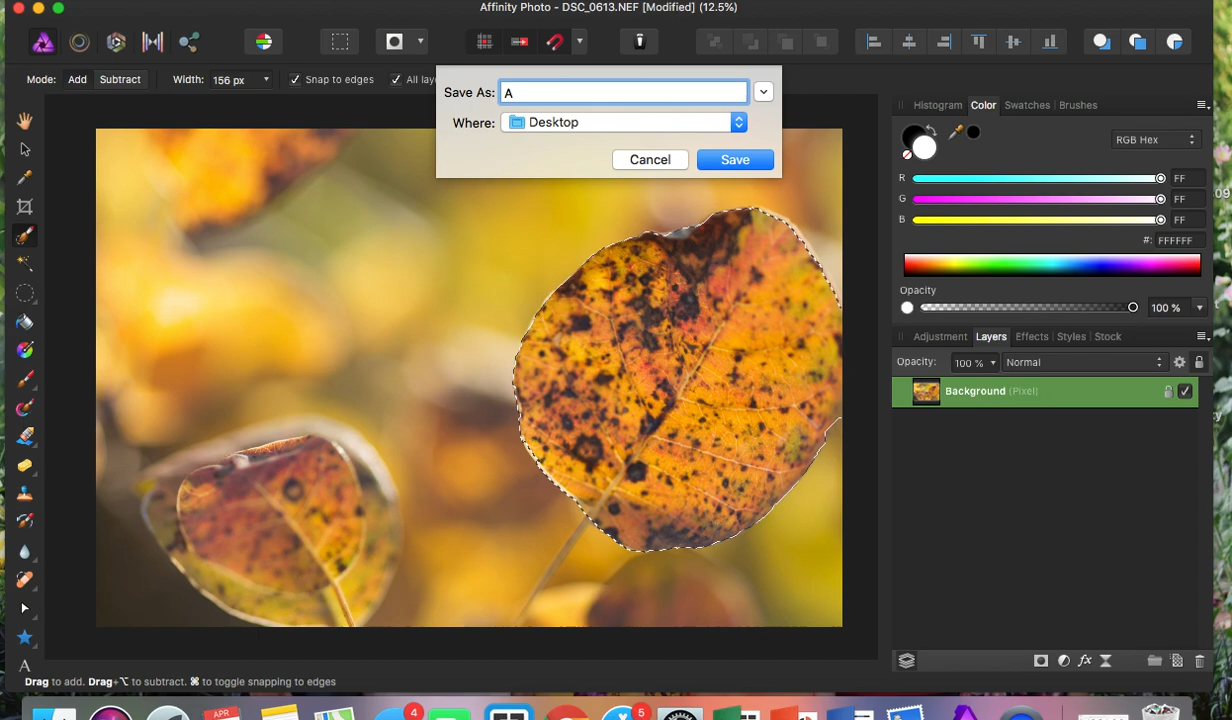 Affinity Photo - DSC_0613.NEF [Modified] (12.5%)
Mode: Add Subtract Width: 156 px Snap to edges All
Save As: A
Where: Desktop
Cancel Save
Histogram Color Swatches Brushes
RGB Hex
R FF
G FF
B FF
#: FFFFFF
Opacity
100 %
Adjustment Layers Effects Styles Stock
Opacity: 100 % Normal
Background (Pixel)
A
Drag to add. Drag+⌥ to subtract. ⌘ to toggle snapping to edges
APR 4 5
09